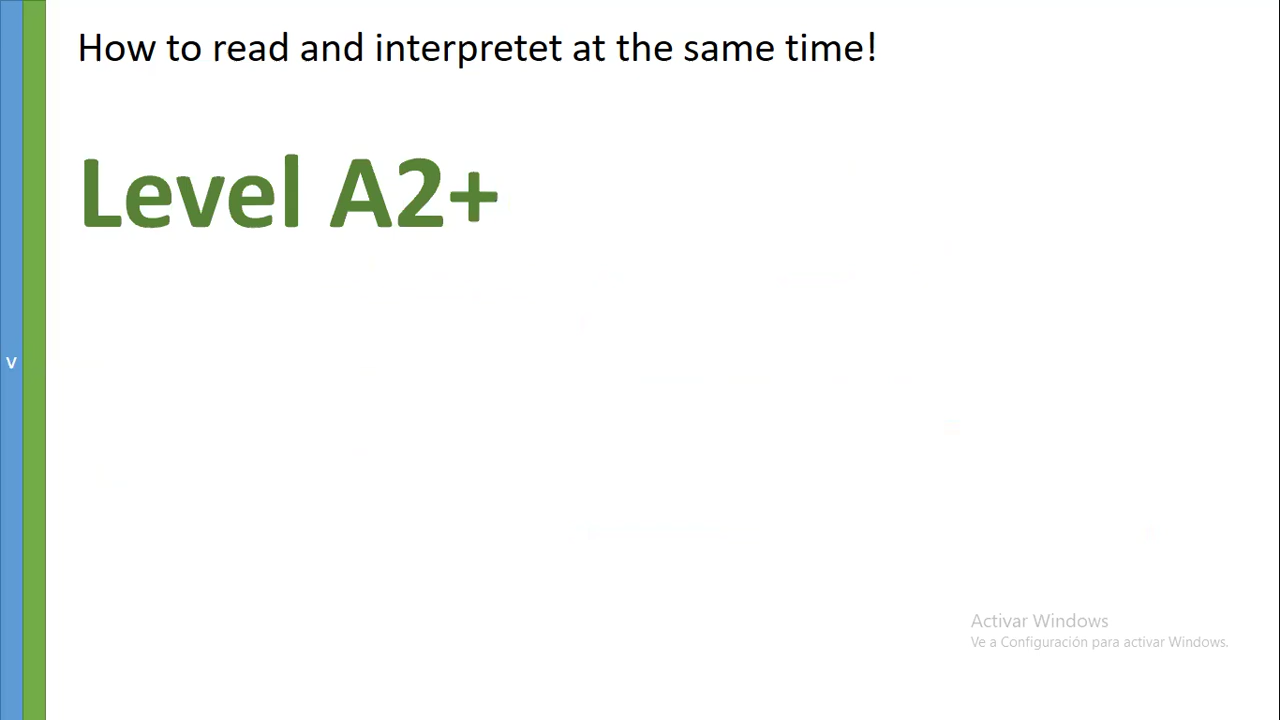 How to read and interpretet at the same time!
Level A2+
V
Activar Windows
Ve a Configuración para activar Windows.